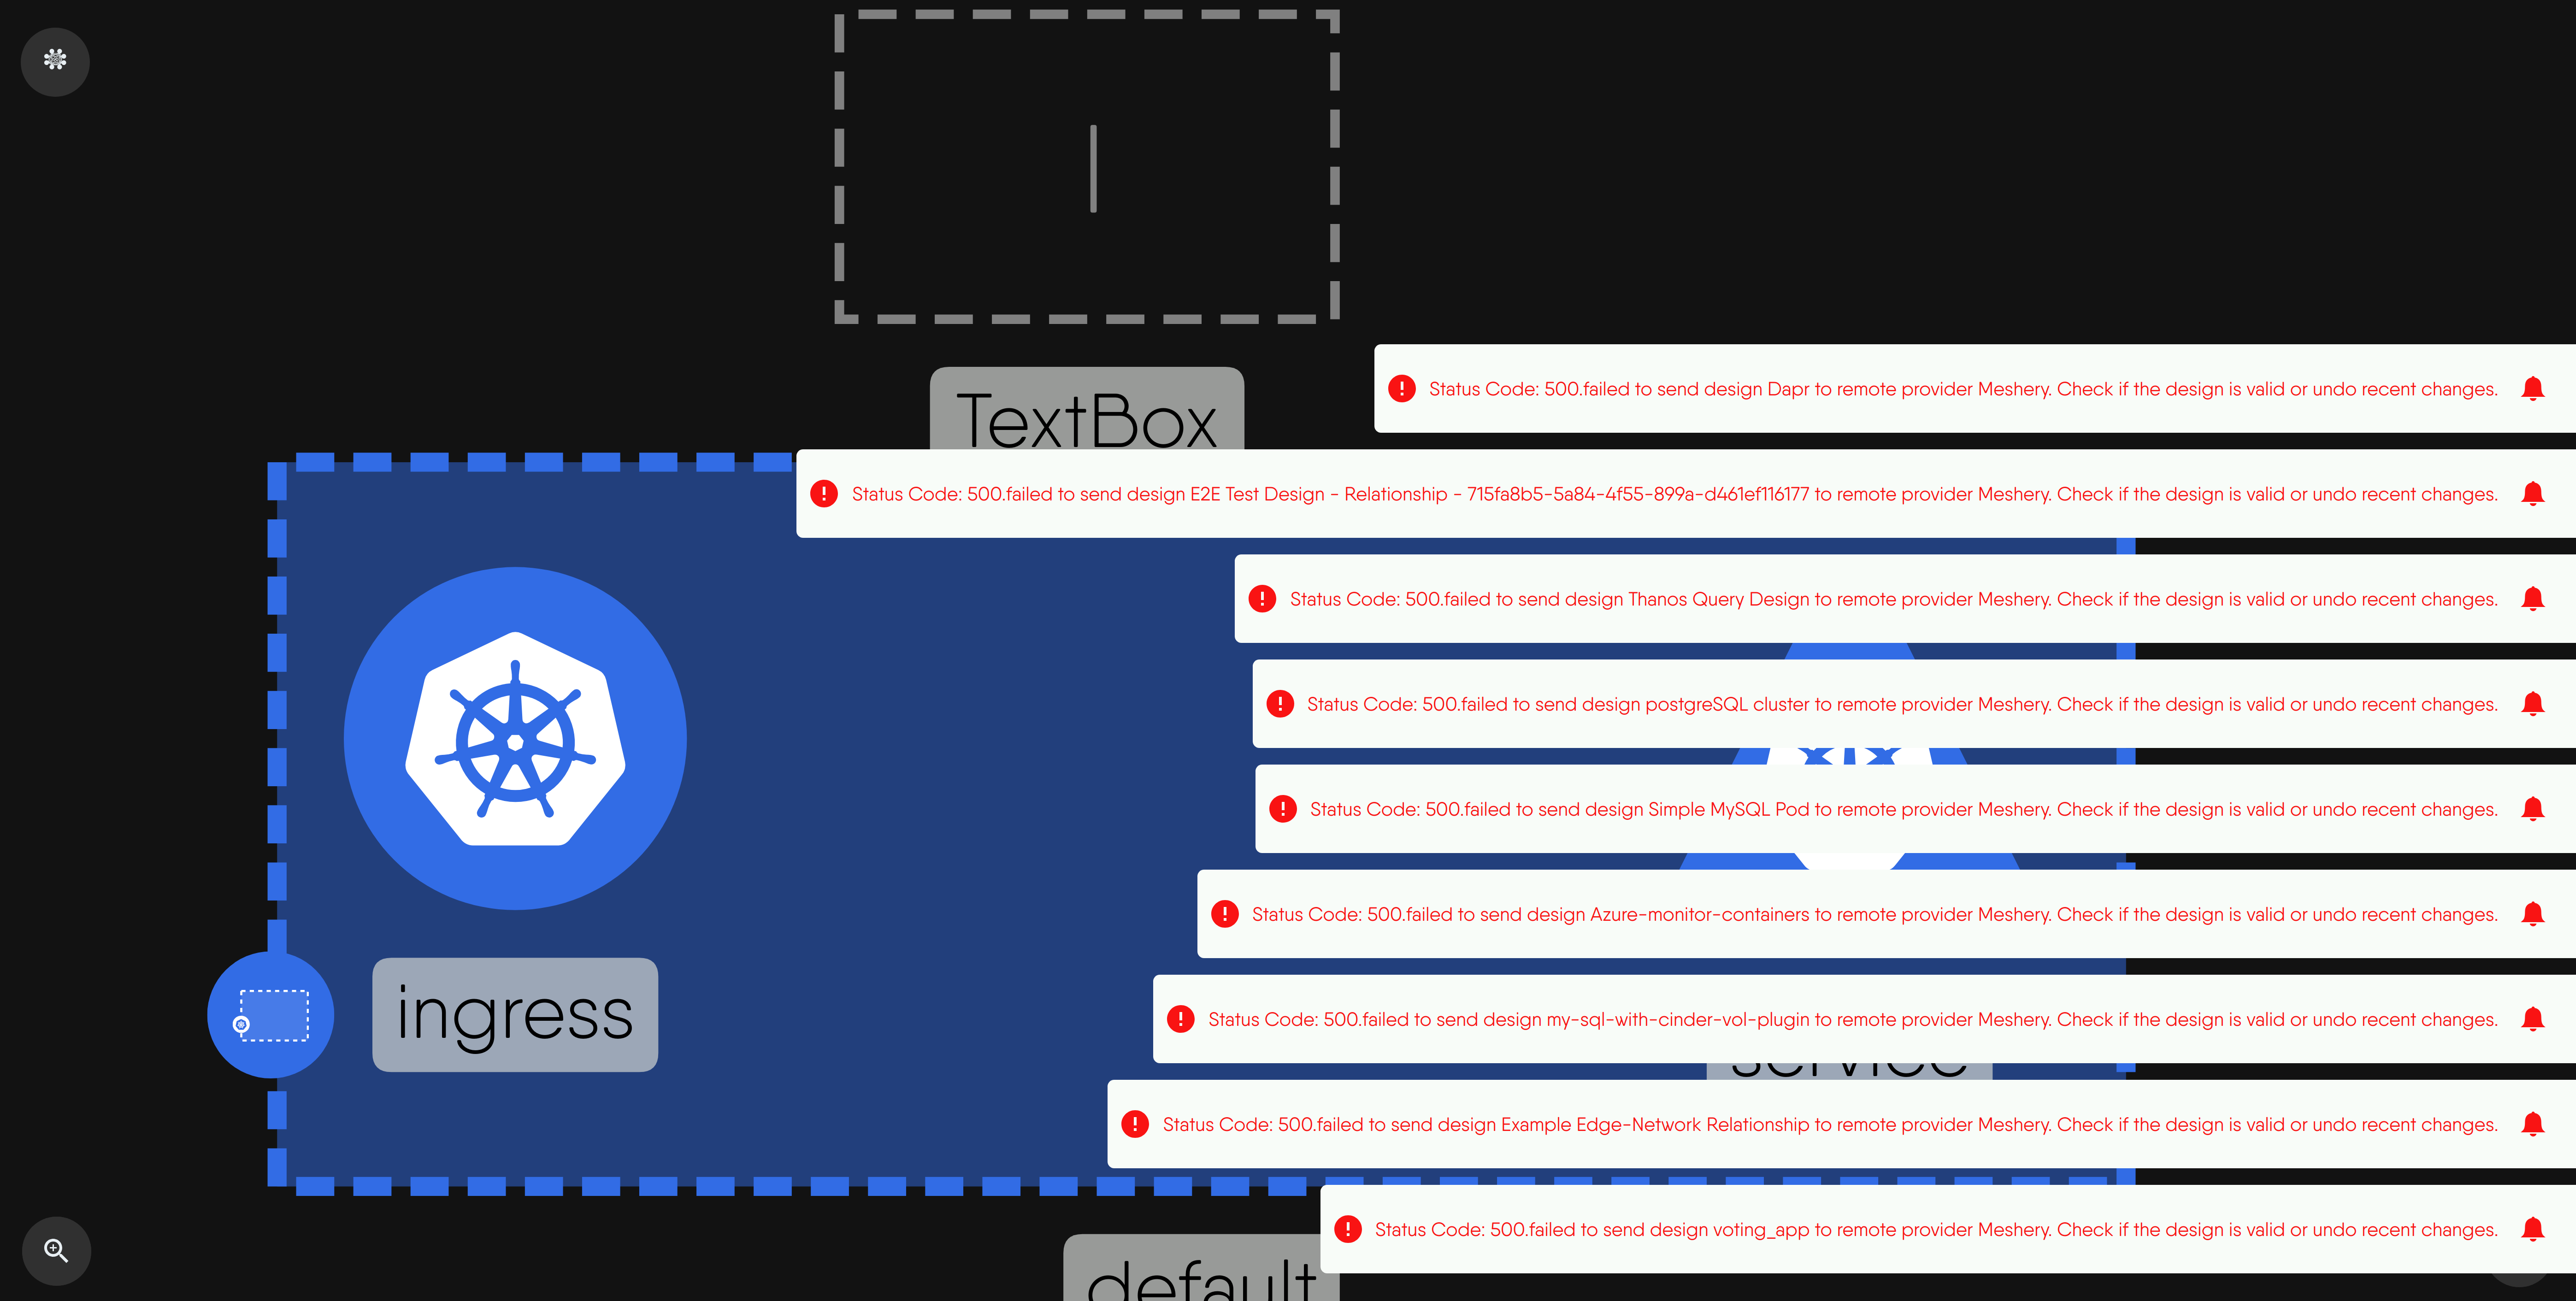 Status Code: 500.failed to send design Dapr to remote provider Meshery. Check if the design is valid or undo recent changes.
TextBox
Status Code: 500.failed to send design E2E Test Design - Relationship - 715fa8b5-5a84-4f55-899a-d461ef116177 to remote provider Meshery. Check if the design is valid or undo recent changes.
Status Code: 500.failed to send design Thanos Query Design to remote provider Meshery. Check if the design is valid or undo recent changes.
Status Code: 500.failed to send design postgreSQL cluster to remote provider Meshery. Check if the design is valid or undo recent changes.
Status Code: 500.failed to send design Simple MySQL Pod to remote provider Meshery. Check if the design is valid or undo recent changes.
Status Code: 500.failed to send design Azure-monitor-containers to remote provider Meshery. Check if the design is valid or undo recent changes.
ingress
Status Code: 500.failed to send design my-sql-with-cinder-vol-plugin to remote provider Meshery. Check if the design is valid or undo recent changes.
service
Status Code: 500.failed to send design Example Edge-Network Relationship to remote provider Meshery. Check if the design is valid or undo recent changes.
Status Code: 500.failed to send design voting_app to remote provider Meshery. Check if the design is valid or undo recent changes.
default